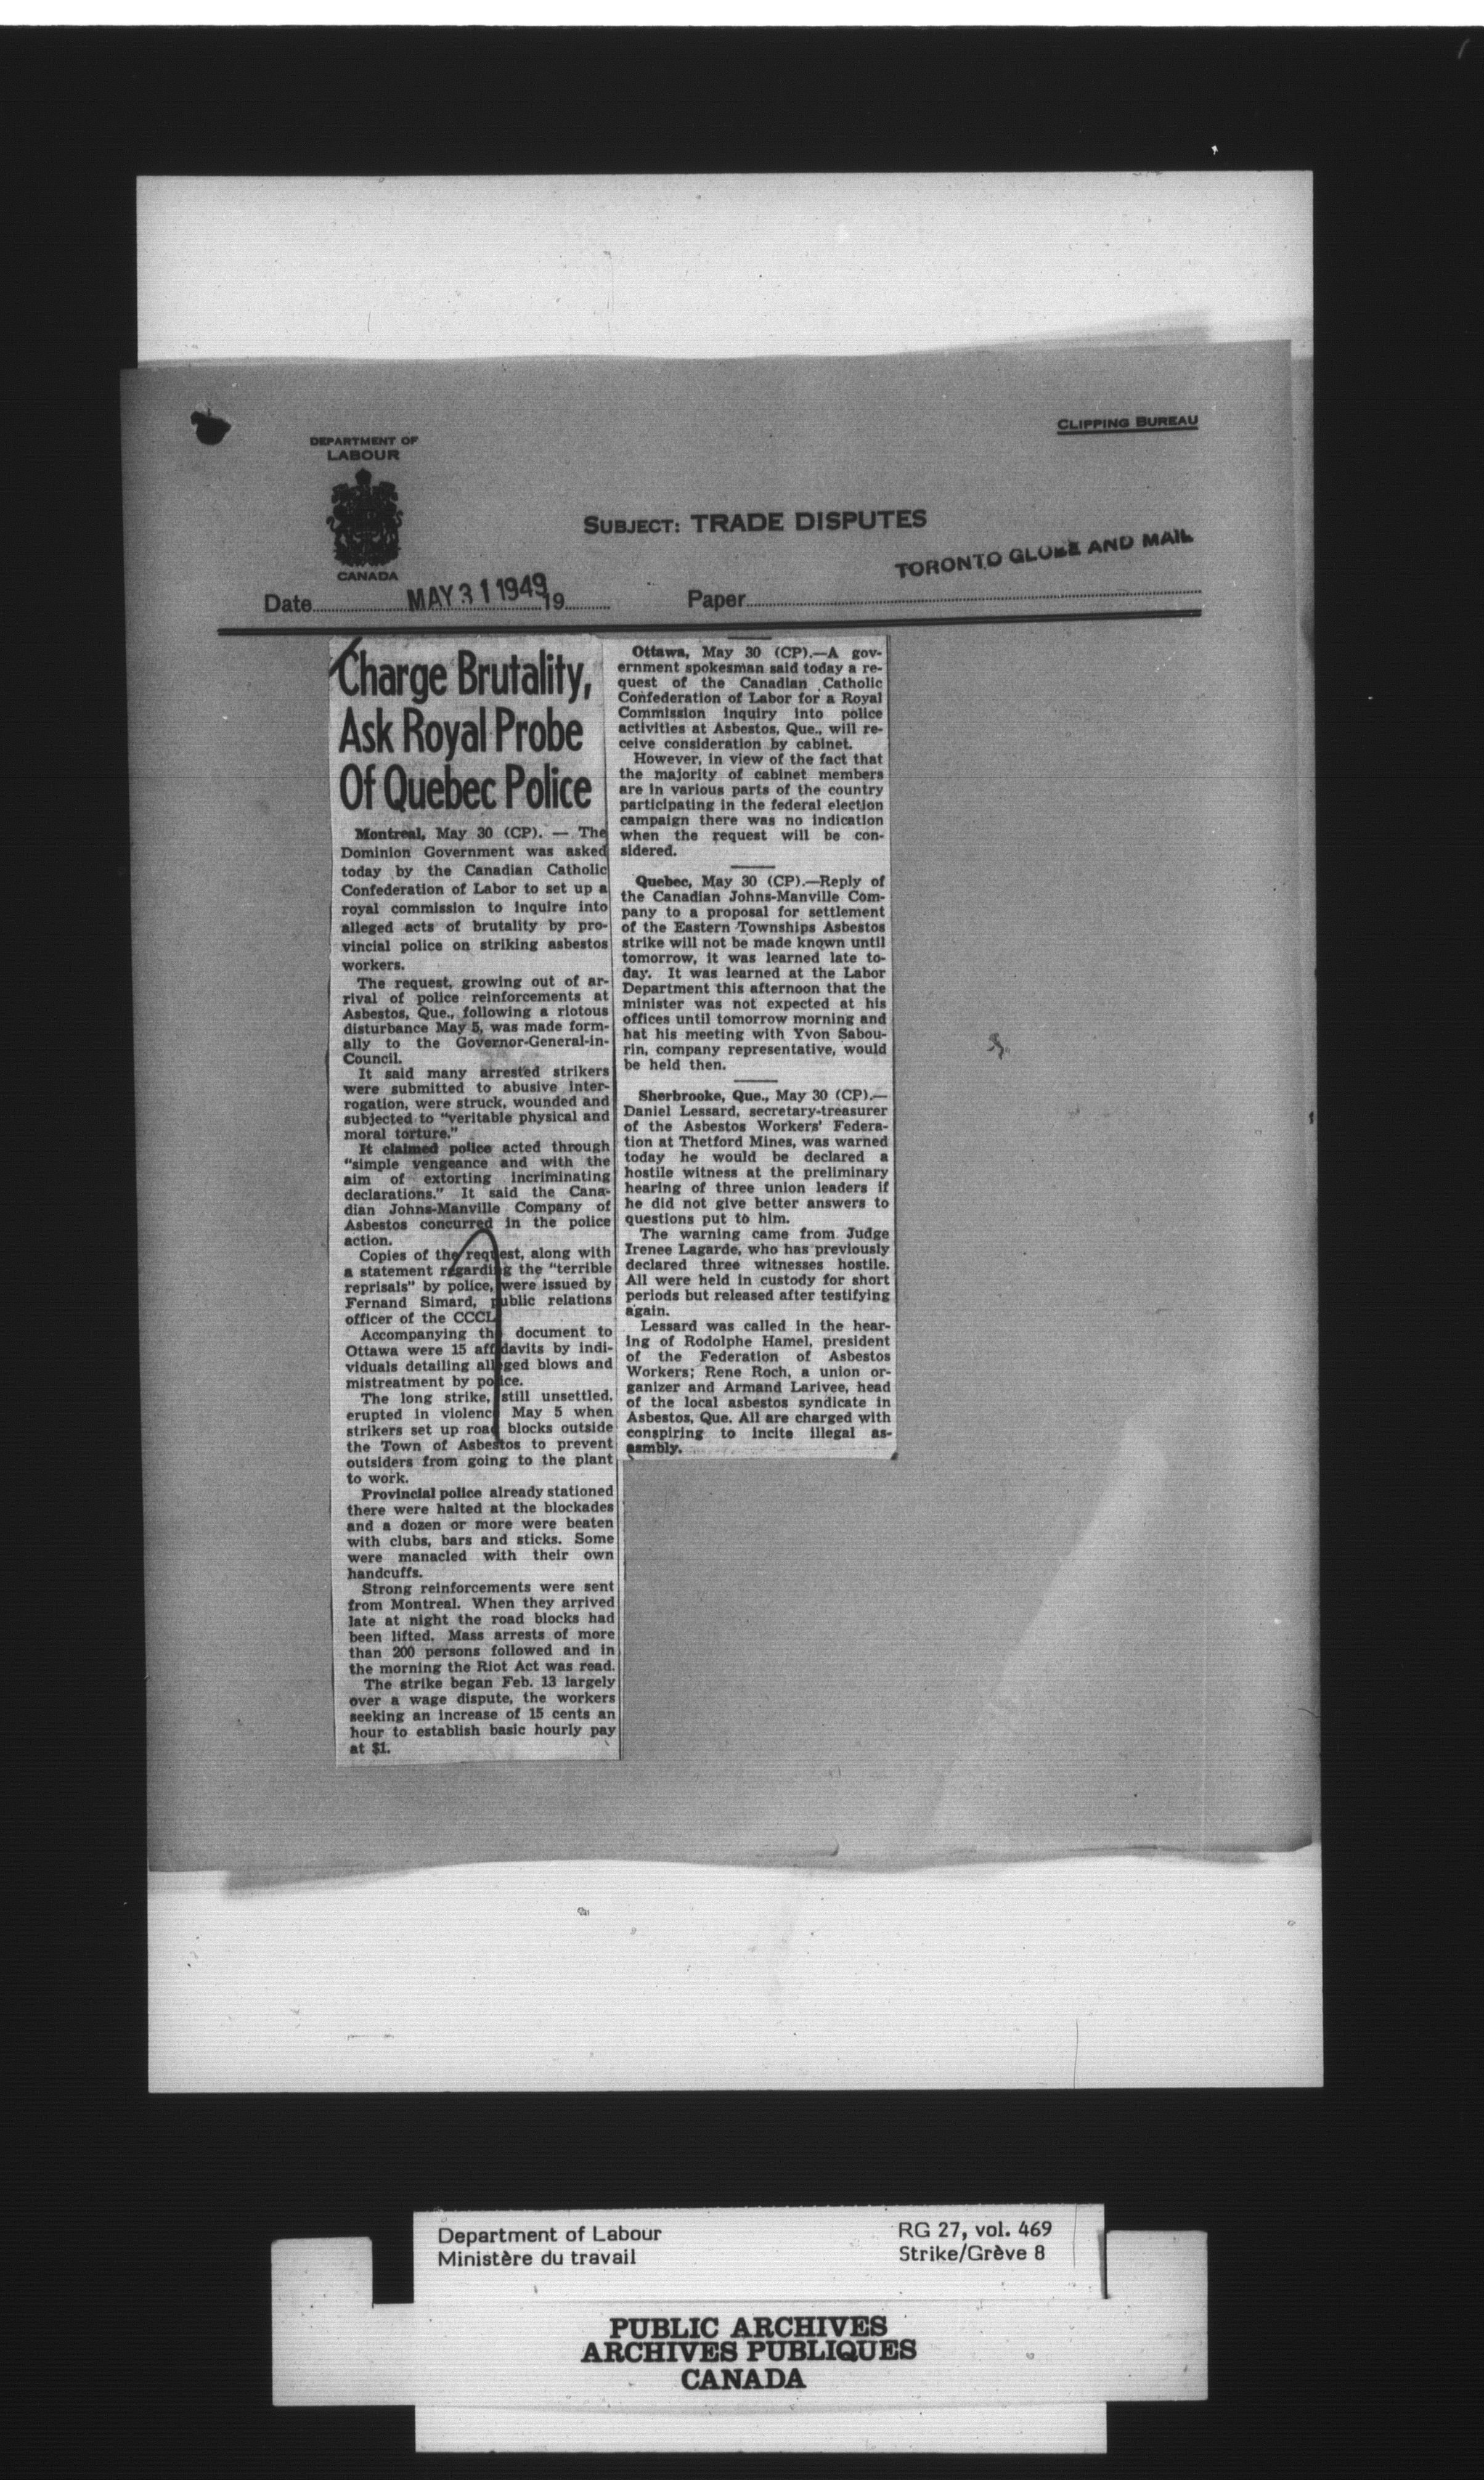 CLIPPING BUREAU
DEPARTMENT OF
LABOUR
CANADA
SUBJECT: TRADE DISPUTES
TORONTO GLOBE AND MAIL
Date MAY 31 1949 19
Paper
Charge Brutality,
Ask Royal Probe
Of Quebec Police
Montreal, May 30 (CP). — The
Dominion Government was asked
today by the Canadian Catholic
Confederation of Labor to set up a
royal commission to inquire into
alleged acts of brutality by pro-
vincial police on striking asbestos
workers.
The request, growing out of ar-
rival of police reinforcements at
Asbestos, Que., following a riotous
disturbance May 5, was made form-
ally to the Governor-General-in-
Council.
It said many arrested strikers
were submitted to abusive inter-
rogation, were struck, wounded and
subjected to "veritable physical and
moral torture."
It claimed police acted through
"simple vengeance and with the
aim of extorting incriminating
declarations." It said the Cana-
dian Johns-Manville Company of
Asbestos concurred in the police
action.
Copies of the request, along with
a statement regarding the "terrible
reprisals" by police, were issued by
Fernand Simard, public relations
officer of the CCCL
Accompanying the document to
Ottawa were 15 affidavits by indi-
viduals detailing alleged blows and
mistreatment by police.
The long strike, still unsettled,
erupted in violence May 5 when
strikers set up road blocks outside
the Town of Asbestos to prevent
outsiders from going to the plant
to work.
Provincial police already stationed
there were halted at the blockades
and a dozen or more were beaten
with clubs, bars and sticks. Some
were manacled with their own
handcuffs.
Strong reinforcements were sent
from Montreal. When they arrived
late at night the road blocks had
been lifted. Mass arrests of more
than 200 persons followed and in
the morning the Riot Act was read.
The strike began Feb. 13 largely
over a wage dispute, the workers
seeking an increase of 15 cents an
hour to establish basic hourly pay
at $1.
Ottawa, May 30 (CP).—A gov-
ernment spokesman said today a re-
quest of the Canadian Catholic
Confederation of Labor for a Royal
Commission inquiry into police
activities at Asbestos, Que., will re-
ceive consideration by cabinet.
However, in view of the fact that
the majority of cabinet members
are in various parts of the country
participating in the federal election
campaign there was no indication
when the request will be con-
sidered.
Quebec, May 30 (CP).—Reply of
the Canadian Johns-Manville Com-
pany to a proposal for settlement
of the Eastern Townships Asbestos
strike will not be made known until
tomorrow, it was learned late to-
day. It was learned at the Labor
Department this afternoon that the
minister was not expected at his
offices until tomorrow morning and
hat his meeting with Yvon Sabou-
rin, company representative, would
be held then.
Sherbrooke, Que., May 30 (CP).—
Daniel Lessard, secretary-treasurer
of the Asbestos Workers' Federa-
tion at Thetford Mines, was warned
today he would be declared a
hostile witness at the preliminary
hearing of three union leaders if
he did not give better answers to
questions put to him.
The warning came from Judge
Irenee Lagarde, who has previously
declared three witnesses hostile.
All were held in custody for short
periods but released after testifying
again.
Lessard was called in the hear-
ing of Rodolphe Hamel, president
of the Federation of Asbestos
Workers; Rene Roch, a union or-
ganizer and Armand Larivee, head
of the local asbestos syndicate in
Asbestos, Que. All are charged with
conspiring to incite illegal as-
asmbly.
Department of Labour
Ministère du travail
RG 27, vol. 469
Strike/Grève 8
PUBLIC ARCHIVES
ARCHIVES PUBLIQUES
CANADA